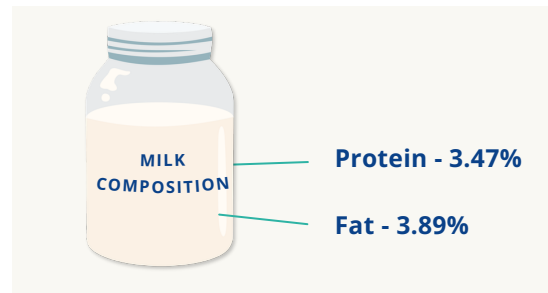 MILK
COMPOSITION
Protein - 3.47%
Fat - 3.89%